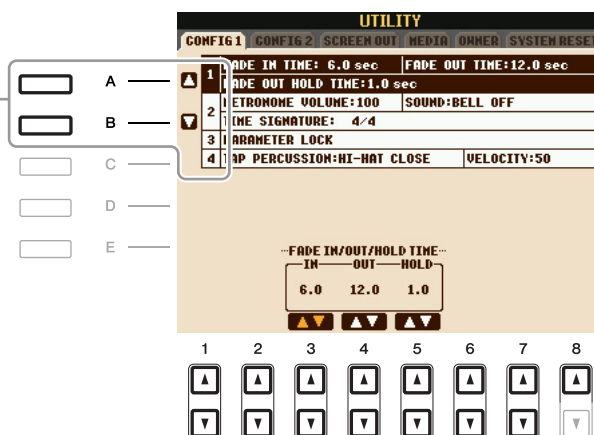 UTILITY
CONFIG 1 CONFIG 2 SCREEN OUT MEDIA OWNER SYSTEM RESET
1 FADE IN TIME: 6.0 sec FADE OUT TIME:12.0 sec
FADE OUT HOLD TIME:1.0 sec
2 METRONOME VOLUME:100 SOUND:BELL OFF
TIME SIGNATURE: 4/4
3 PARAMETER LOCK
4 TAP PERCUSSION:HI-HAT CLOSE VELOCITY:50
A
B
C
D
E
FADE IN/OUT/HOLD TIME
IN OUT HOLD
6.0 12.0 1.0
1 2 3 4 5 6 7 8